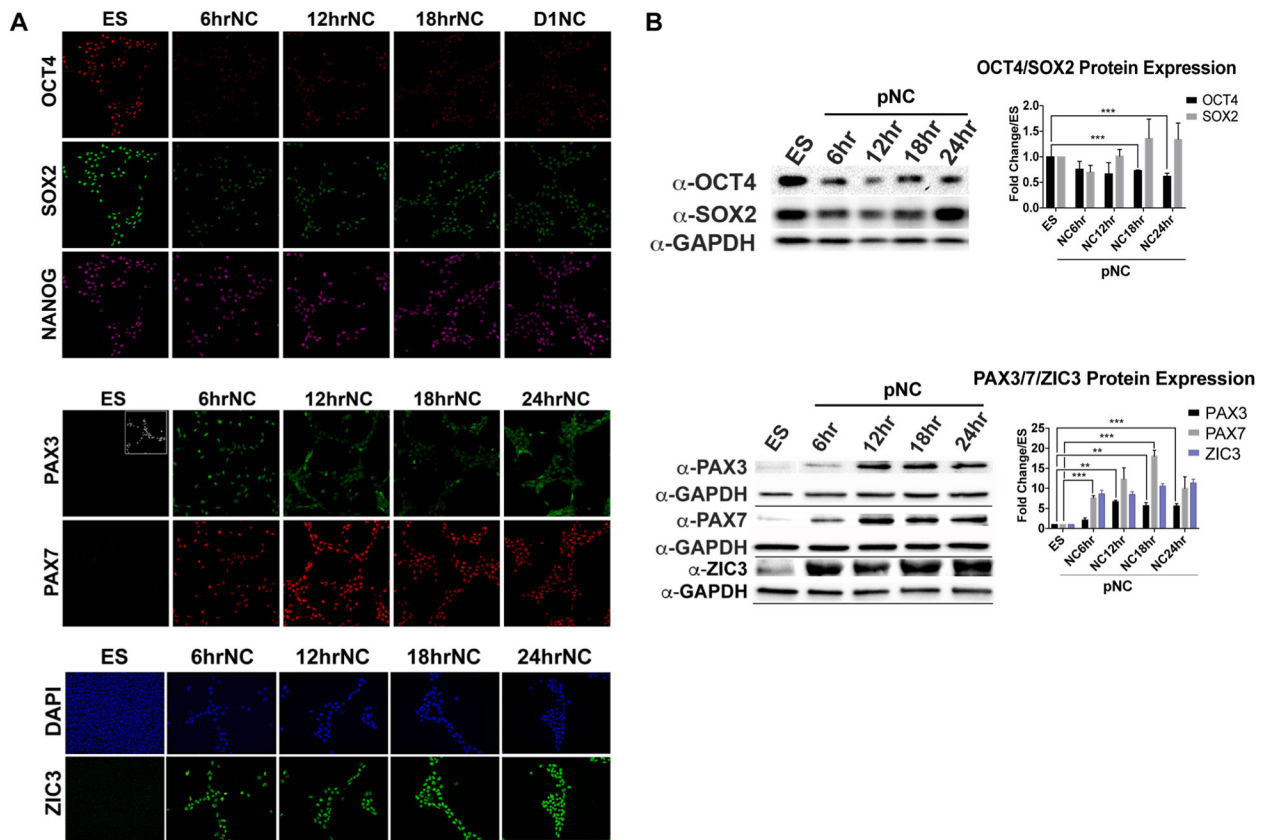 A
ES 6hrNC 12hrNC 18hrNC D1NC
OCT4
SOX2
NANOG
ES 6hrNC 12hrNC 18hrNC 24hrNC
PAX3
PAX7
ES 6hrNC 12hrNC 18hrNC 24hrNC
DAPI
ZIC3
B
pNC
ES 6hr 12hr 18hr 24hr
α-OCT4
α-SOX2
α-GAPDH
OCT4/SOX2 Protein Expression
OCT4
SOX2
***
***
Fold Change/ES
2.0
1.5
1.0
0.5
0.0
ES NC6hr NC12hr NC18hr NC24hr
pNC
pNC
ES 6hr 12hr 18hr 24hr
α-PAX3
α-GAPDH
α-PAX7
α-GAPDH
α-ZIC3
α-GAPDH
PAX3/7/ZIC3 Protein Expression
PAX3
PAX7
ZIC3
***
***
**
**
***
Fold Change/ES
25
20
15
10
5
0
ES NC6hr NC12hr NC18hr NC24hr
pNC